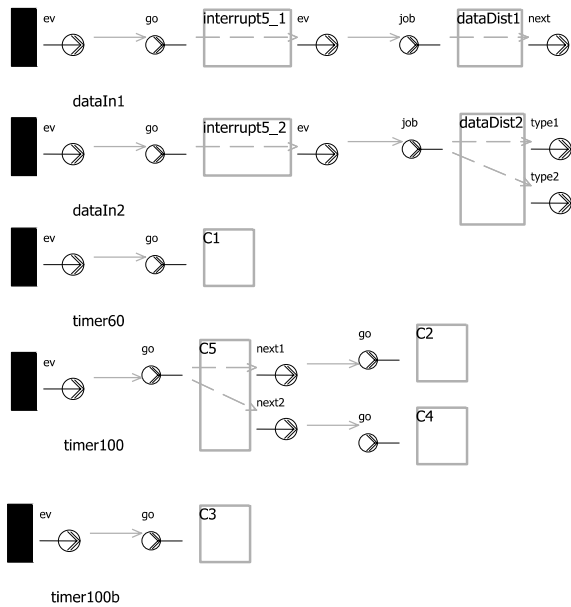 ev go interrupt5_1 ev job dataDist1 next
dataIn1
ev go interrupt5_2 ev job dataDist2 type1
type2
dataIn2
ev go C1
timer60
ev go C5 next1 go C2
next2 go C4
timer100
ev go C3
timer100b